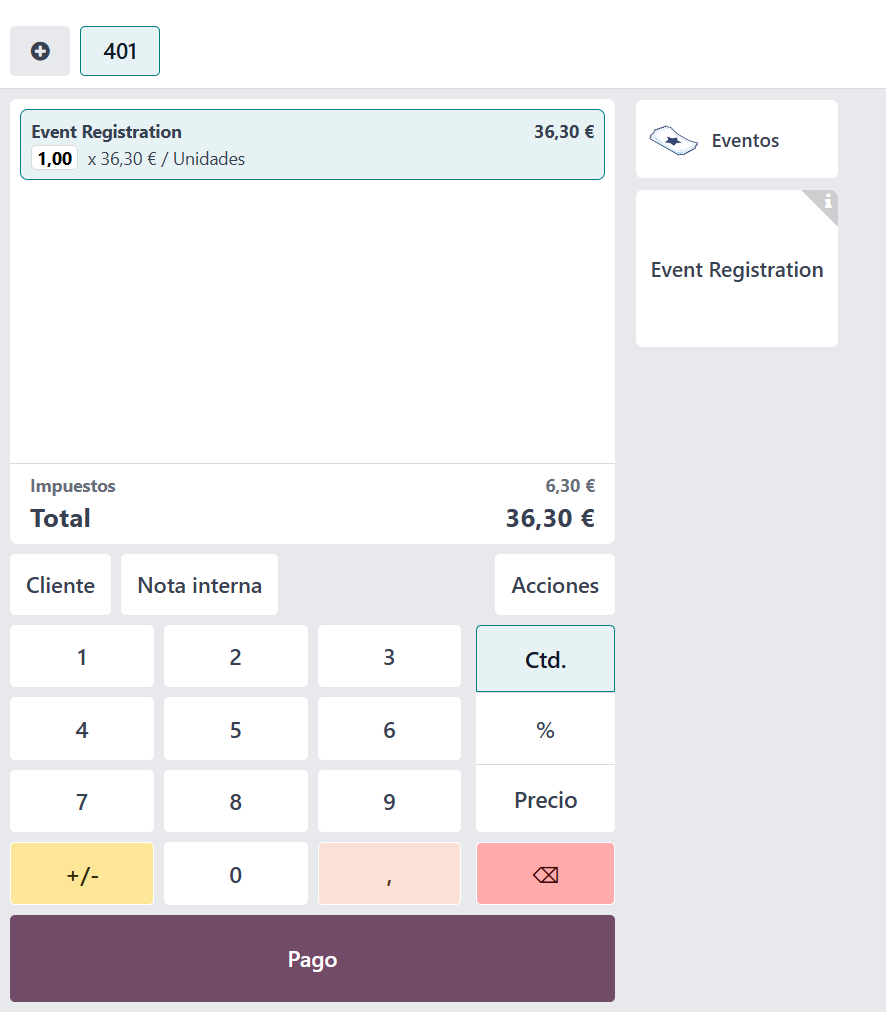 401
Event Registration 36,30 €
1,00 x 36,30 € / Unidades
Eventos
Event Registration
Impuestos 6,30 €
Total 36,30 €
Cliente Nota interna Acciones
1 2 3 Ctd.
4 5 6 %
7 8 9 Precio
+/- 0 ,
Pago